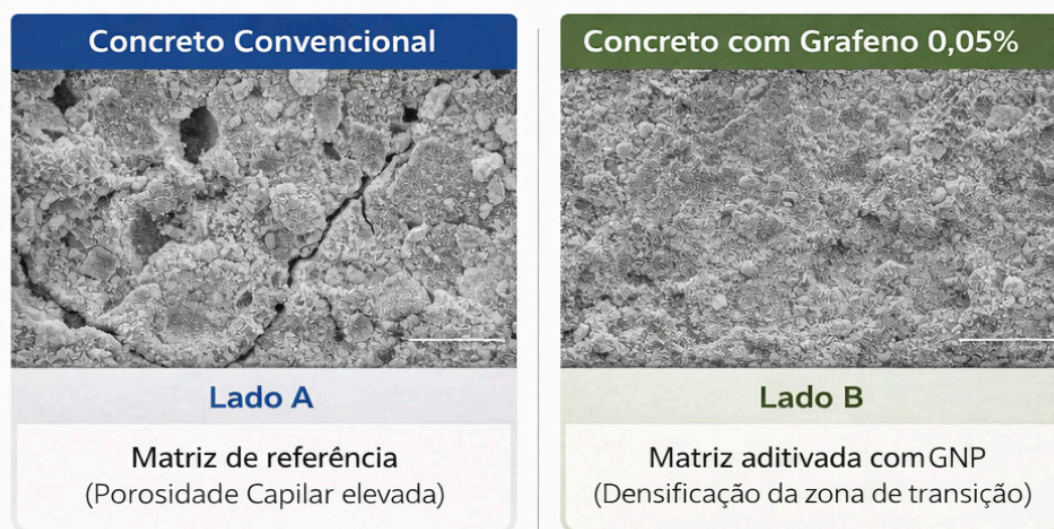 Concreto Convencional
Concreto com Grafeno 0,05%
Lado A
Matriz de referência
(Porosidade Capilar elevada)
Lado B
Matriz aditivada com GNP
(Densificação da zona de transição)